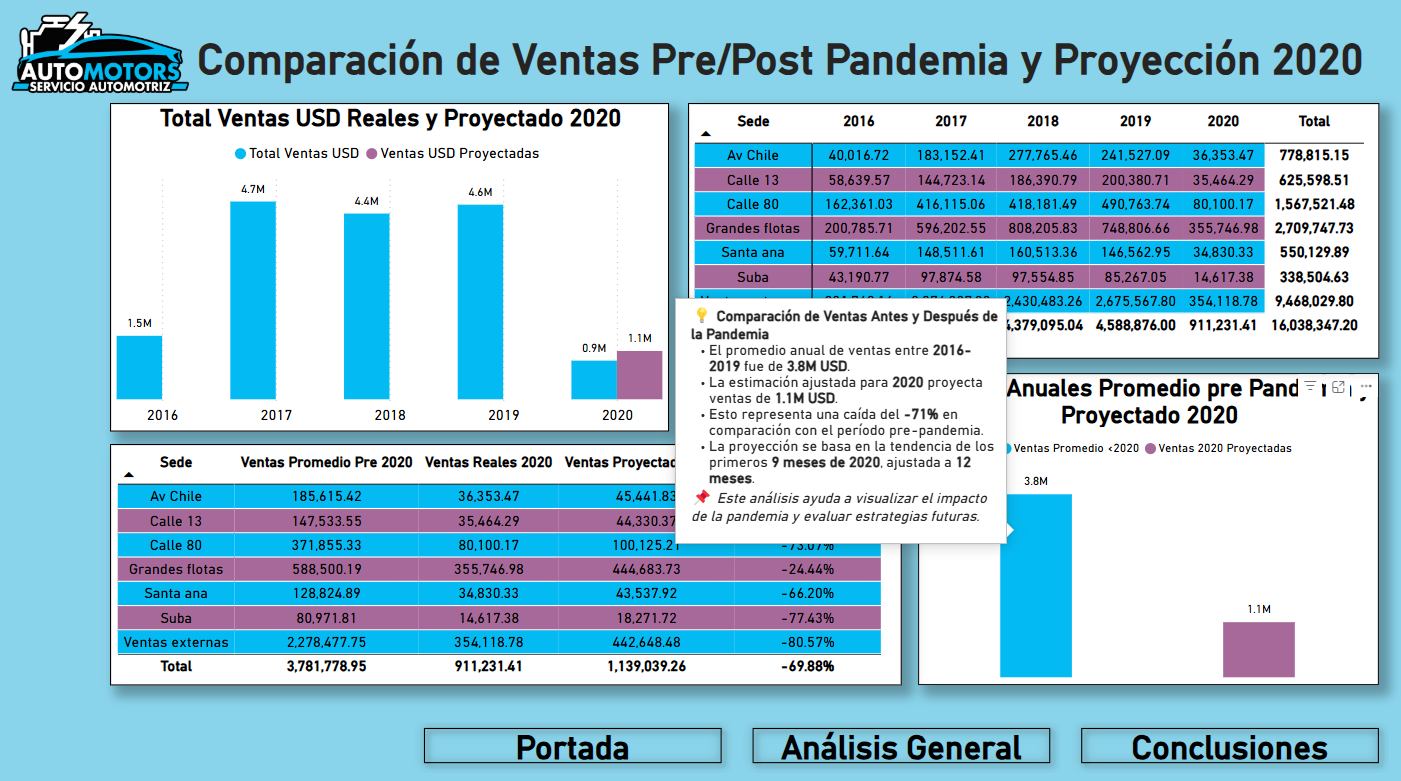 AUTOMOTORS
SERVICIO AUTOMOTRIZ
Comparación de Ventas Pre/Post Pandemia y Proyección 2020
Total Ventas USD Reales y Proyectado 2020
Total Ventas USD Ventas USD Proyectadas
4.7M
4.4M
4.6M
1.5M
0.9M
1.1M
2016 2017 2018 2019 2020
Sede 2016 2017 2018 2019 2020 Total
Av Chile 40,016.72 183,152.41 277,765.46 241,527.09 36,353.47 778,815.15
Calle 13 58,639.57 144,723.14 186,390.79 200,380.71 35,464.29 625,598.51
Calle 80 162,361.03 416,115.06 418,181.49 490,763.74 80,100.17 1,567,521.48
Grandes flotas 200,785.71 596,202.55 808,205.83 748,806.66 355,746.98 2,709,747.73
Santa ana 59,711.64 148,511.61 160,513.36 146,562.95 34,830.33 550,129.89
Suba 43,190.77 97,874.58 97,554.85 85,267.05 14,617.38 338,504.63
2,430,483.26 2,675,567.80 354,118.78 9,468,029.80
4,379,095.04 4,588,876.00 911,231.41 16,038,347.20
💡 Comparación de Ventas Antes y Después de
la Pandemia
• El promedio anual de ventas entre 2016-
2019 fue de 3.8M USD.
• La estimación ajustada para 2020 proyecta
ventas de 1.1M USD.
• Esto representa una caída del -71% en
comparación con el período pre-pandemia.
• La proyección se basa en la tendencia de los
primeros 9 meses de 2020, ajustada a 12
meses.
📌 Este análisis ayuda a visualizar el impacto
de la pandemia y evaluar estrategias futuras.
Sede Ventas Promedio Pre 2020 Ventas Reales 2020 Ventas
Av Chile 185,615.42 36,353.47 45,441.83
Calle 13 147,533.55 35,464.29 44,330.37
Calle 80 371,855.33 80,100.17 100,125.21 -73.07%
Grandes flotas 588,500.19 355,746.98 444,683.73 -24.44%
Santa ana 128,824.89 34,830.33 43,537.92 -66.20%
Suba 80,971.81 14,617.38 18,271.72 -77.43%
Ventas externas 2,278,477.75 354,118.78 442,648.48 -80.57%
Total 3,781,778.95 911,231.41 1,139,039.26 -69.88%
Anuales Promedio pre
Proyectado 2020
Ventas Promedio <2020 Ventas 2020 Proyectadas
3.8M
1.1M
Portada
Análisis General
Conclusiones